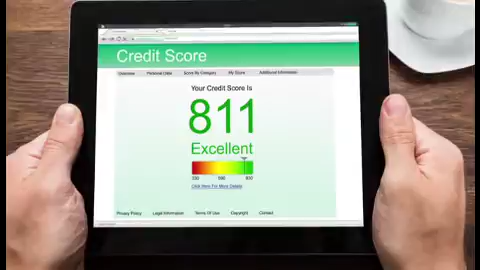 Credit Score
Overview Personal Data Score By Category My Score Additional Information
Your Credit Score Is
811
Excellent
Click Here For More Details
Privacy Policy Legal Information Terms Of Use Copyright Contact